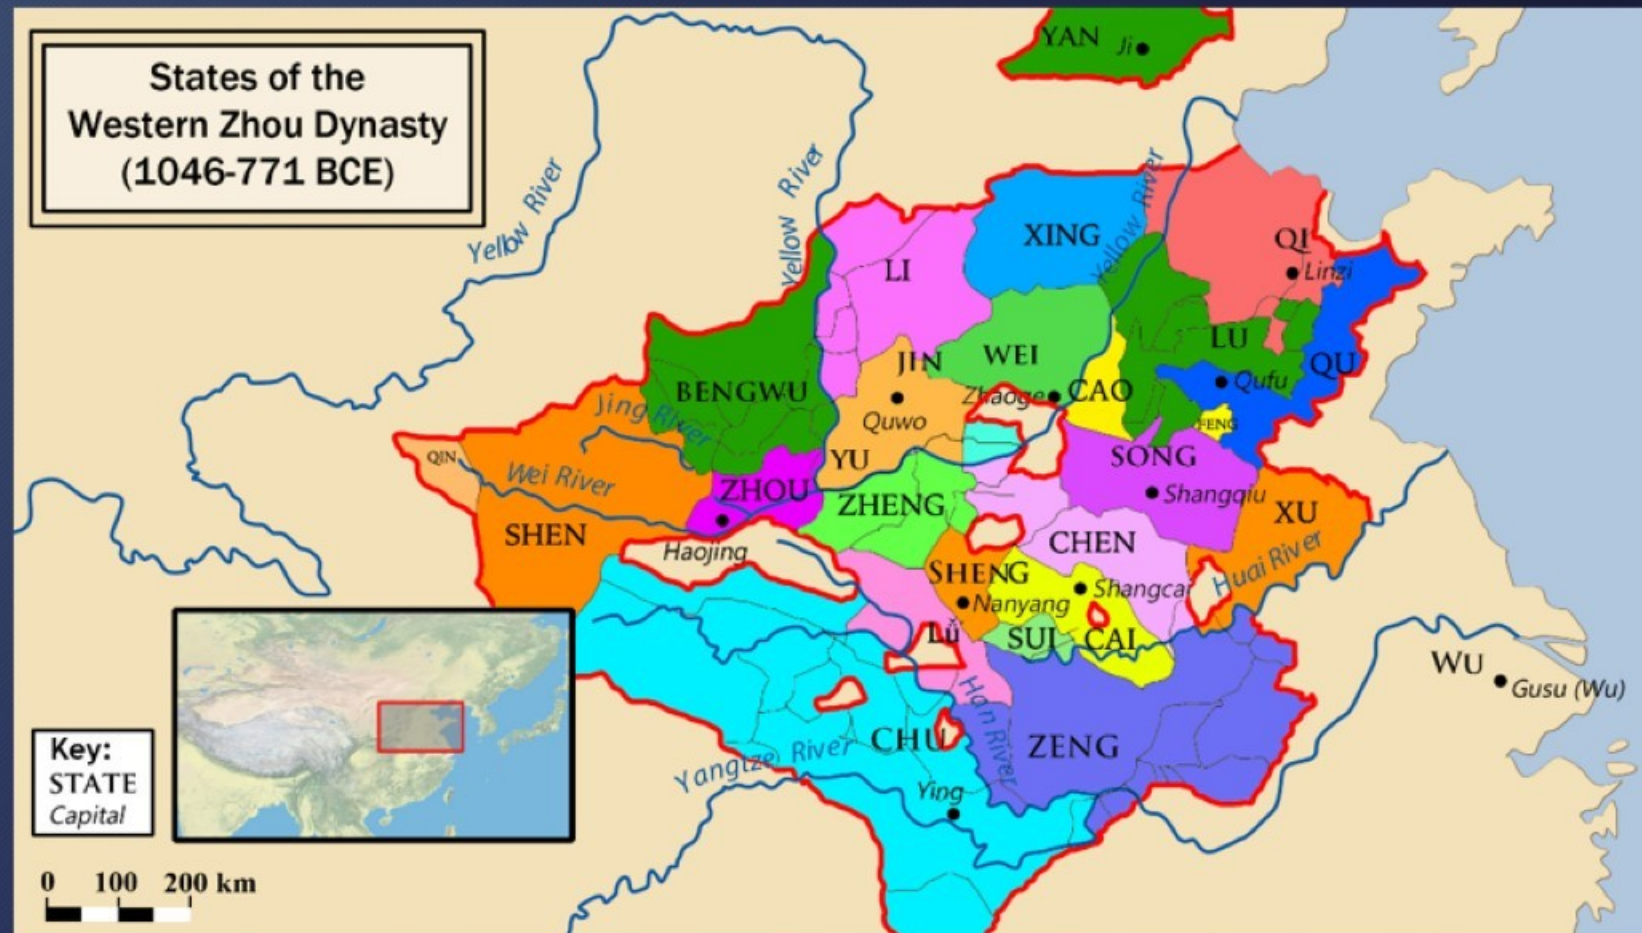 States of the
Western Zhou Dynasty
(1046-771 BCE)
YAN
Ji
Yellow River
Yellow River
Yellow River
XING
QI
Linzi
LI
LU
QU
JIN
WEI
Zhaoge
CAO
Qufu
BENGWU
Quwo
FENG
Jing River
QIN
Wei River
YU
SONG
Shangqiu
ZHOU
ZHENG
XU
SHEN
Haojing
CHEN
Huai River
SHENG
Nanyang
Shangcai
Lǔ
SUI
CAI
WU
Gusu (Wu)
Han River
CHU
ZENG
Yangtze River
Ying
Key:
STATE
Capital
0 100 200 km